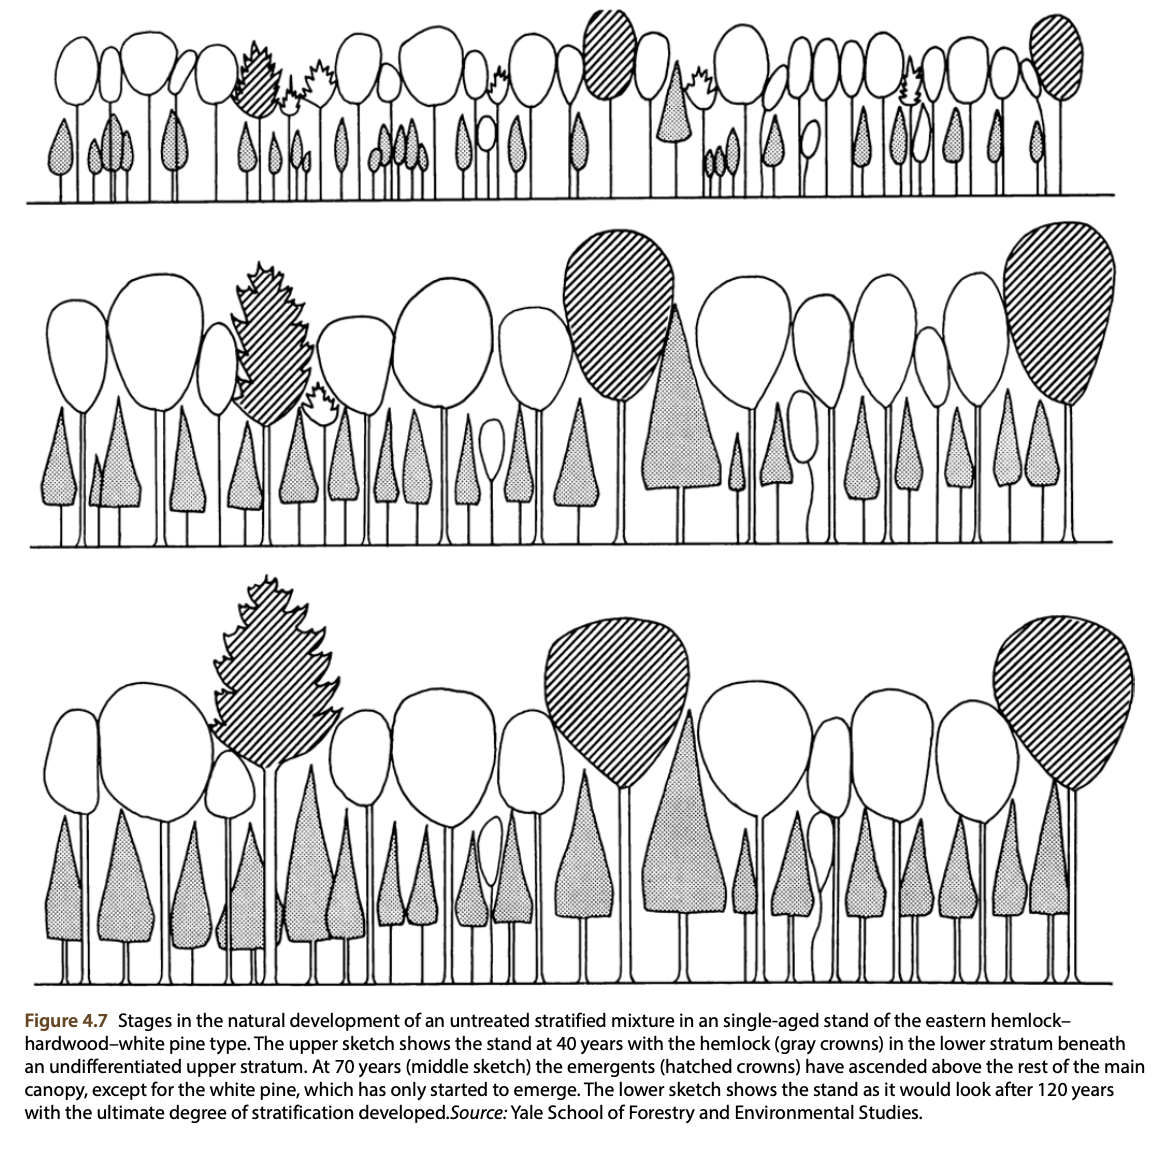 Figure 4.7 Stages in the natural development of an untreated stratified mixture in an single-aged stand of the eastern hemlock–
hardwood–white pine type. The upper sketch shows the stand at 40 years with the hemlock (gray crowns) in the lower stratum beneath
an undifferentiated upper stratum. At 70 years (middle sketch) the emergents (hatched crowns) have ascended above the rest of the main
canopy, except for the white pine, which has only started to emerge. The lower sketch shows the stand as it would look after 120 years
with the ultimate degree of stratification developed.Source: Yale School of Forestry and Environmental Studies.